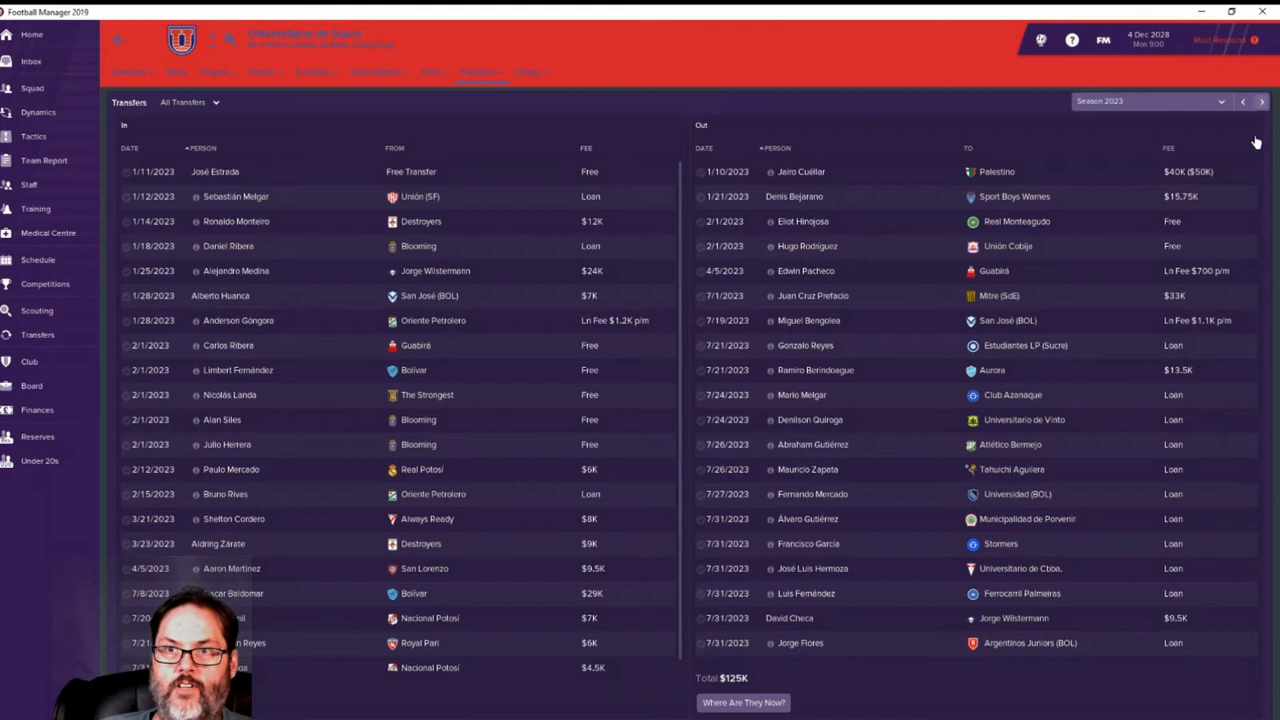 Football Manager 2019
Home
Inbox
Squad
Dynamics
Tactics
Team Report
Staff
Training
Medical Centre
Schedule
Competitions
Scouting
Transfers
Club
Board
Finances
Reserves
Under 20s
Universitario de Sucre
4 Dec 2028
Mon 9:00
FM
Must Respond
Transfers All Transfers
Season 2023
In
DATE PERSON FROM FEE
1/11/2023 José Estrada Free Transfer Free
1/12/2023 Sebastián Melgar Unión (SF) Loan
1/14/2023 Ronaldo Monteiro Destroyers $12K
1/18/2023 Daniel Ribera Blooming Loan
1/25/2023 Alejandro Medina Jorge Wilstermann $24K
1/28/2023 Alberto Huanca San José (BOL) $7K
1/28/2023 Anderson Góngora Oriente Petrolero Ln Fee $1.2K p/m
2/1/2023 Carlos Ribera Guabirá Free
2/1/2023 Limbert Fernández Bolívar Free
2/1/2023 Nicolás Landa The Strongest Free
2/1/2023 Alan Siles Blooming Free
2/1/2023 Julio Herrera Blooming Free
2/12/2023 Paulo Mercado Real Potosí $6K
2/15/2023 Bruno Rivas Oriente Petrolero Loan
3/21/2023 Shelton Cordero Always Ready $8K
3/23/2023 Aldring Zárate Destroyers $9K
4/5/2023 Aaron Martínez San Lorenzo $9.5K
7/8/2023 Baldomar Bolívar $29K
7/20 Nacional Potosí $7K
7/21 Reyes Royal Pari $6K
7/31 Nacional Potosí $4.5K
Out
DATE PERSON TO FEE
1/10/2023 Jairo Cuéllar Palestino $40K ($50K)
1/21/2023 Denis Bejarano Sport Boys Warnes $15.75K
2/1/2023 Eliot Hinojosa Real Monteagudo Free
2/1/2023 Hugo Rodríguez Unión Cobija Free
4/5/2023 Edwin Pacheco Guabirá Ln Fee $700 p/m
7/1/2023 Juan Cruz Prefacio Mitre (SdE) $33K
7/19/2023 Miguel Bengolea San José (BOL) Ln Fee $1.1K p/m
7/21/2023 Gonzalo Reyes Estudiantes LP (Sucre) Loan
7/21/2023 Ramiro Berindoague Aurora $13.5K
7/24/2023 Mario Melgar Club Azanaque Loan
7/24/2023 Denilson Quiroga Universitario de Vinto Loan
7/26/2023 Abraham Gutiérrez Atlético Bermejo Loan
7/26/2023 Mauricio Zapata Tahuichi Aguilera Loan
7/27/2023 Fernando Mercado Universidad (BOL) Loan
7/31/2023 Álvaro Gutiérrez Municipalidad de Porvenir Loan
7/31/2023 Francisco García Stormers Loan
7/31/2023 José Luis Hermoza Universitario de Cbba. Loan
7/31/2023 Luis Fernández Ferrocarril Palmeiras Loan
7/31/2023 David Checa Jorge Wilstermann $9.5K
7/31/2023 Jorge Flores Argentinos Juniors (BOL) Loan
Total $125K
Where Are They Now?